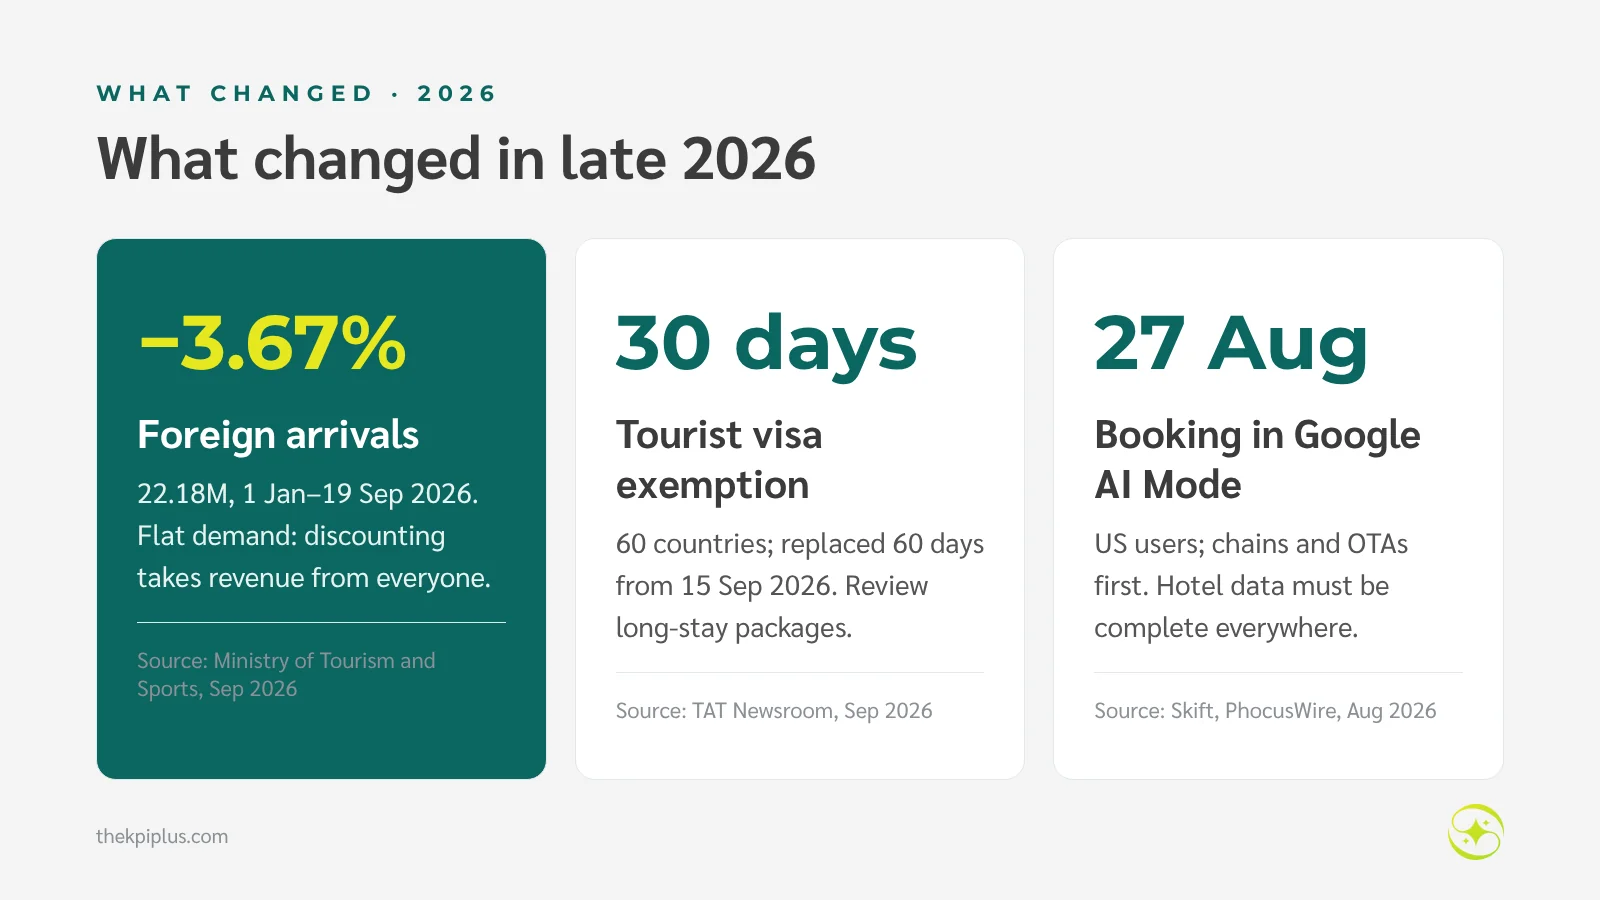 WHAT CHANGED · 2026
What changed in late 2026
−3.67%
Foreign arrivals
22.18M, 1 Jan–19 Sep 2026.
Flat demand: discounting
takes revenue from everyone.
Source: Ministry of Tourism and
Sports, Sep 2026
30 days
Tourist visa
exemption
60 countries; replaced 60 days
from 15 Sep 2026. Review
long-stay packages.
Source: TAT Newsroom, Sep 2026
27 Aug
Booking in Google
AI Mode
US users; chains and OTAs
first. Hotel data must be
complete everywhere.
Source: Skift, PhocusWire, Aug 2026
thekpiplus.com